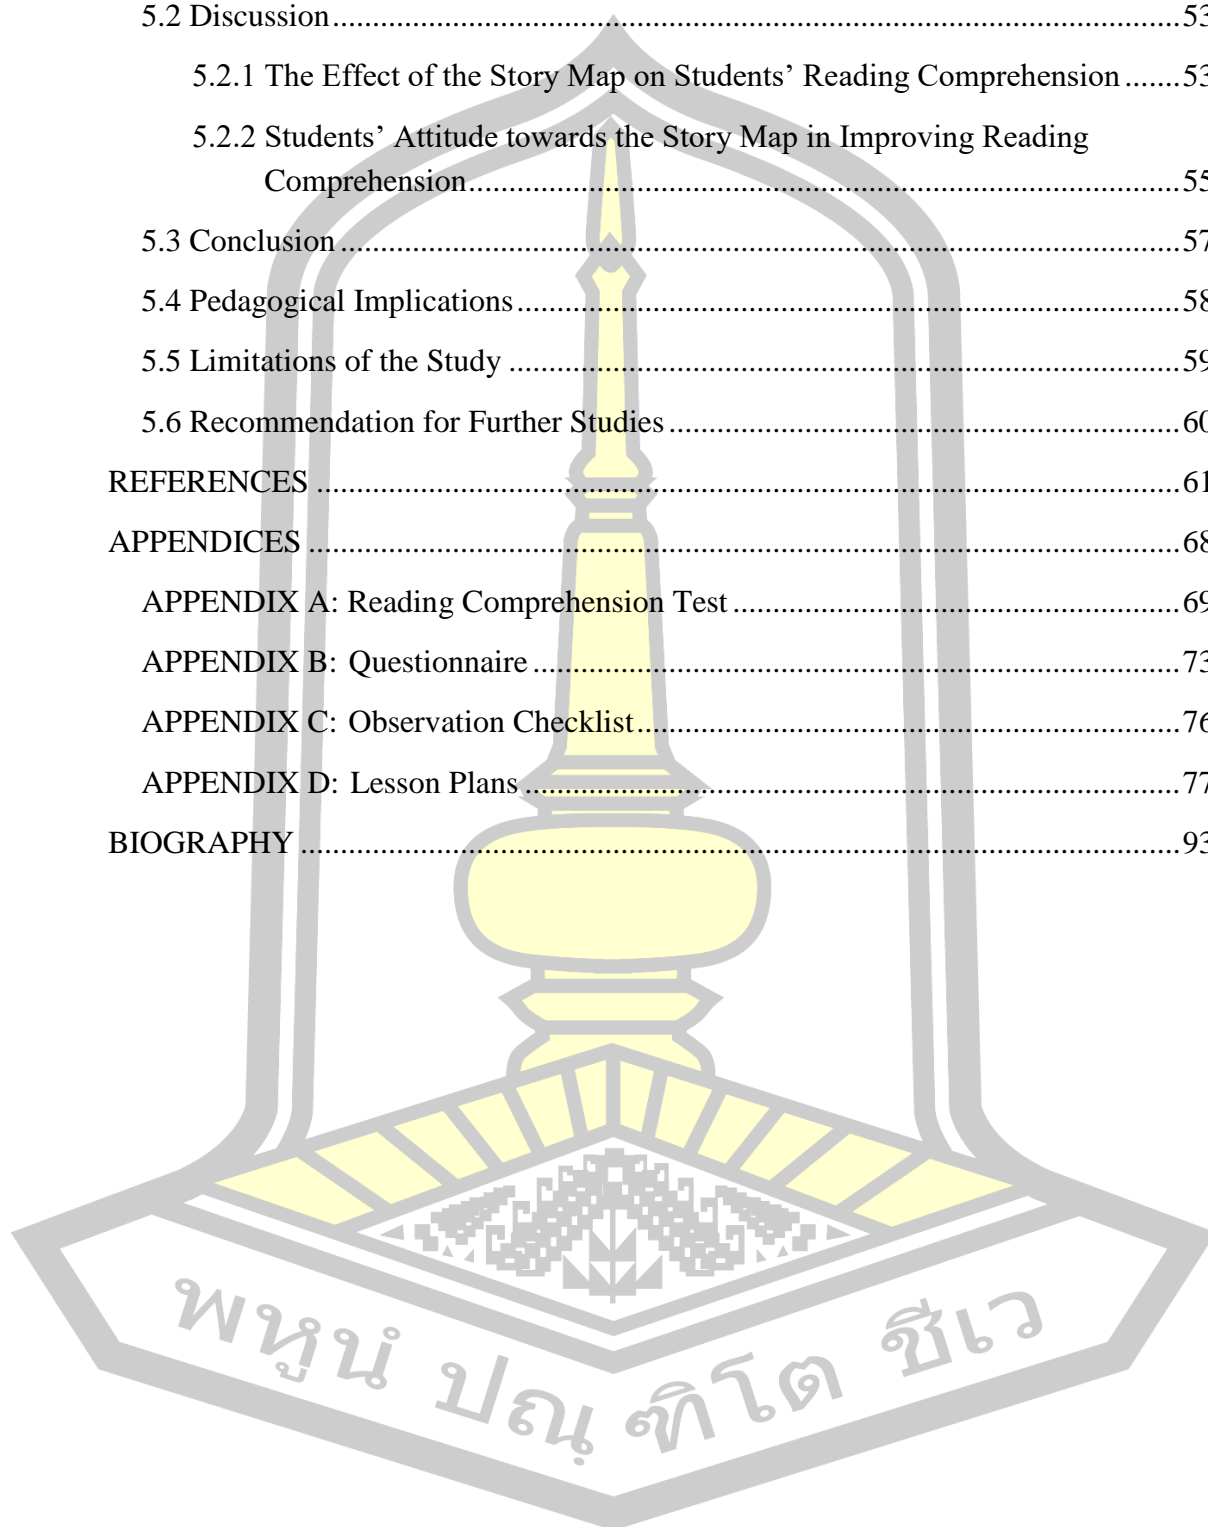 5.2 Discussion....................................................................................................53
5.2.1 The Effect of the Story Map on Students’ Reading Comprehension.......53
5.2.2 Students’ Attitude towards the Story Map in Improving Reading
Comprehension....................................................................................55
5.3 Conclusion....................................................................................................57
5.4 Pedagogical Implications...............................................................................58
5.5 Limitations of the Study................................................................................59
5.6 Recommendation for Further Studies.............................................................60
REFERENCES....................................................................................................61
APPENDICES.....................................................................................................68
APPENDIX A: Reading Comprehension Test......................................................69
APPENDIX B: Questionnaire.............................................................................73
APPENDIX C: Observation Checklist.................................................................76
APPENDIX D: Lesson Plans...............................................................................77
BIOGRAPHY......................................................................................................93
พหูนํ ปณฺฑิโต ชีเว